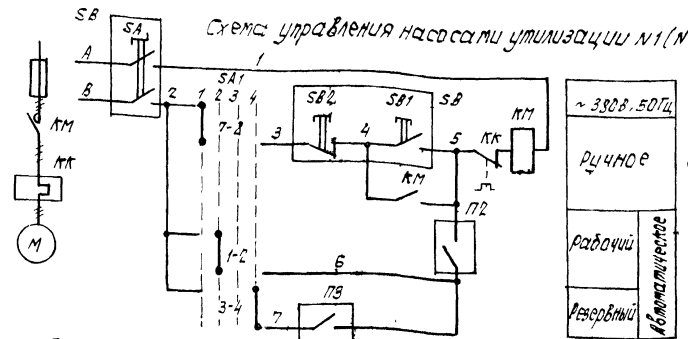 Схема управления насосами утилизации N1(N
SB
SA
A
B
1
2
SA1
1 2 3 4
7-8
1-2
3-4
SB2 SB1 SB
3 4 5
KM
KK
KM
П2
6
П3
7
KM
KK
M
~ 380В, 50Гц
Ручное
Рабочий
Резервный
Автоматическое